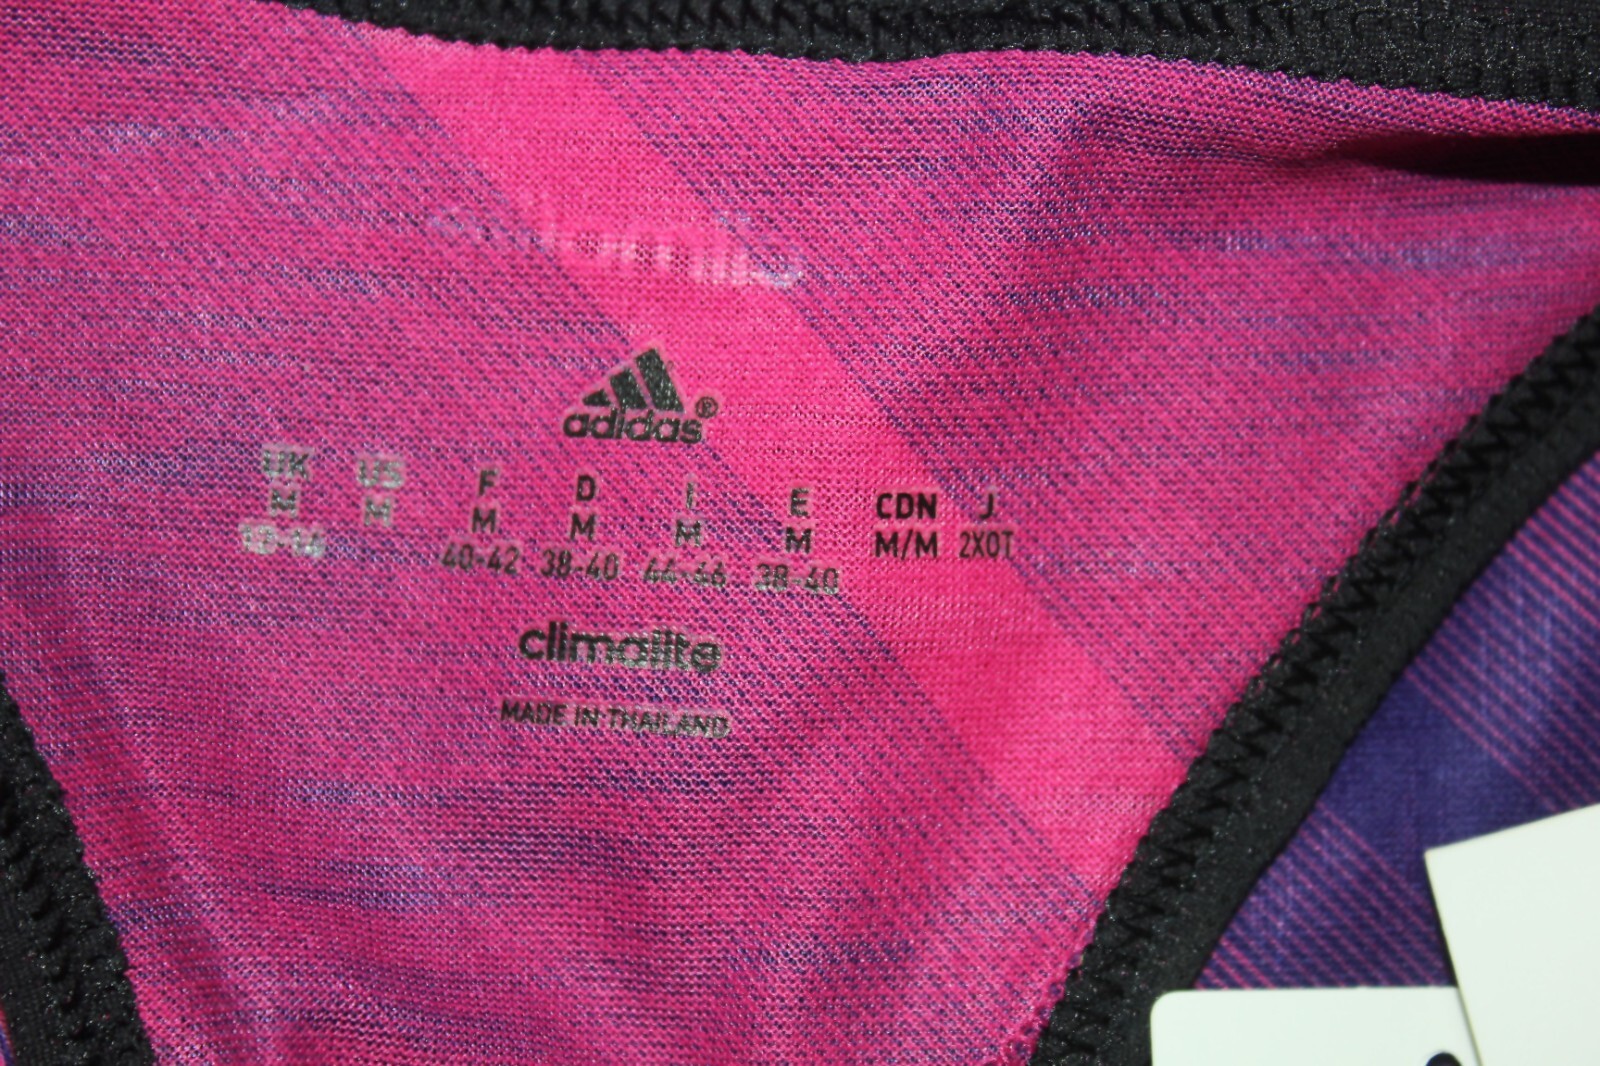 adidas®
UK US F D I E CDN J
M M M M M M M/M 2XOT
12-14 40-42 38-40 44-46 38-40
climalite
MADE IN THAILAND